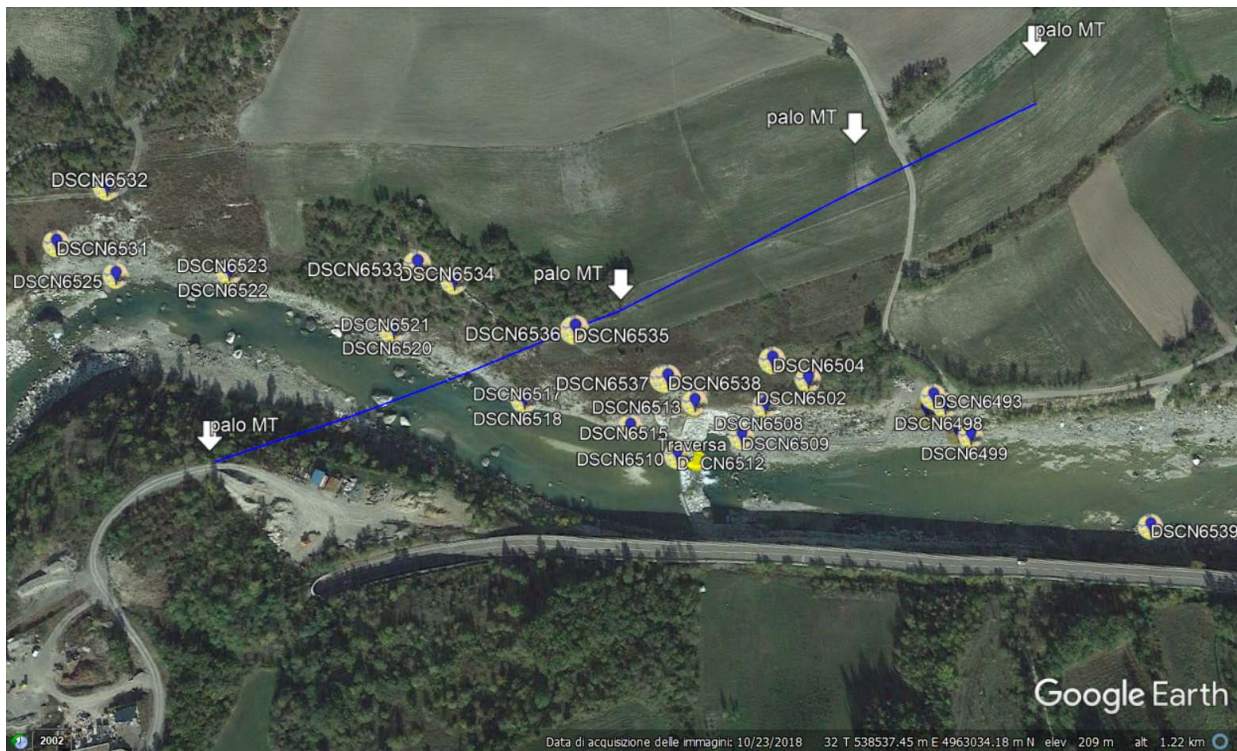 palo MT
palo MT
DSCN6532
DSCN6531
DSCN6525
DSCN6523
DSCN6522
DSCN6533
DSCN6534
palo MT
DSCN6521
DSCN6520
DSCN6536
DSCN6535
DSCN6504
DSCN6537
DSCN6538
DSCN6502
DSCN6493
DSCN6517
DSCN6518
DSCN6513
DSCN6508
DSCN6498
DSCN6515
Traversa
DSCN6509
DSCN6499
palo MT
DSCN6510
DSCN6512
DSCN6539
Google Earth
2002
Data di acquisizione delle immagini: 10/23/2018 32 T 538537.45 m E 4963034.18 m N elev 209 m alt 1.22 km